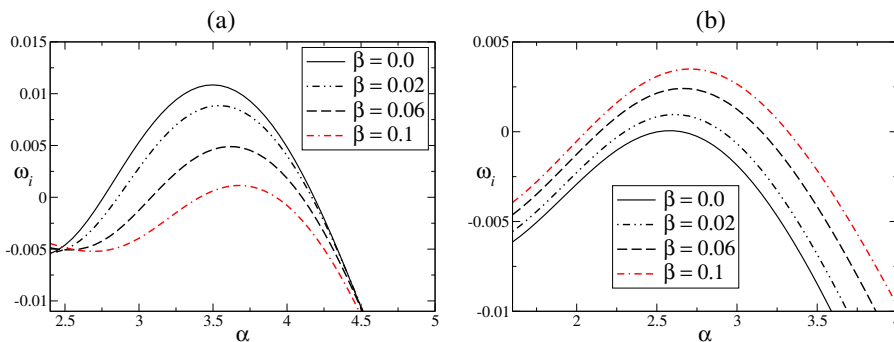 (a)
0.015
0.01
0.005
0
-0.005
-0.01
ω_i
2.5 3 3.5 4 4.5 5
α
β = 0.0
β = 0.02
β = 0.06
β = 0.1
(b)
0.005
0
-0.005
-0.01
ω_i
2 2.5 3 3.5 4
α
β = 0.0
β = 0.02
β = 0.06
β = 0.1